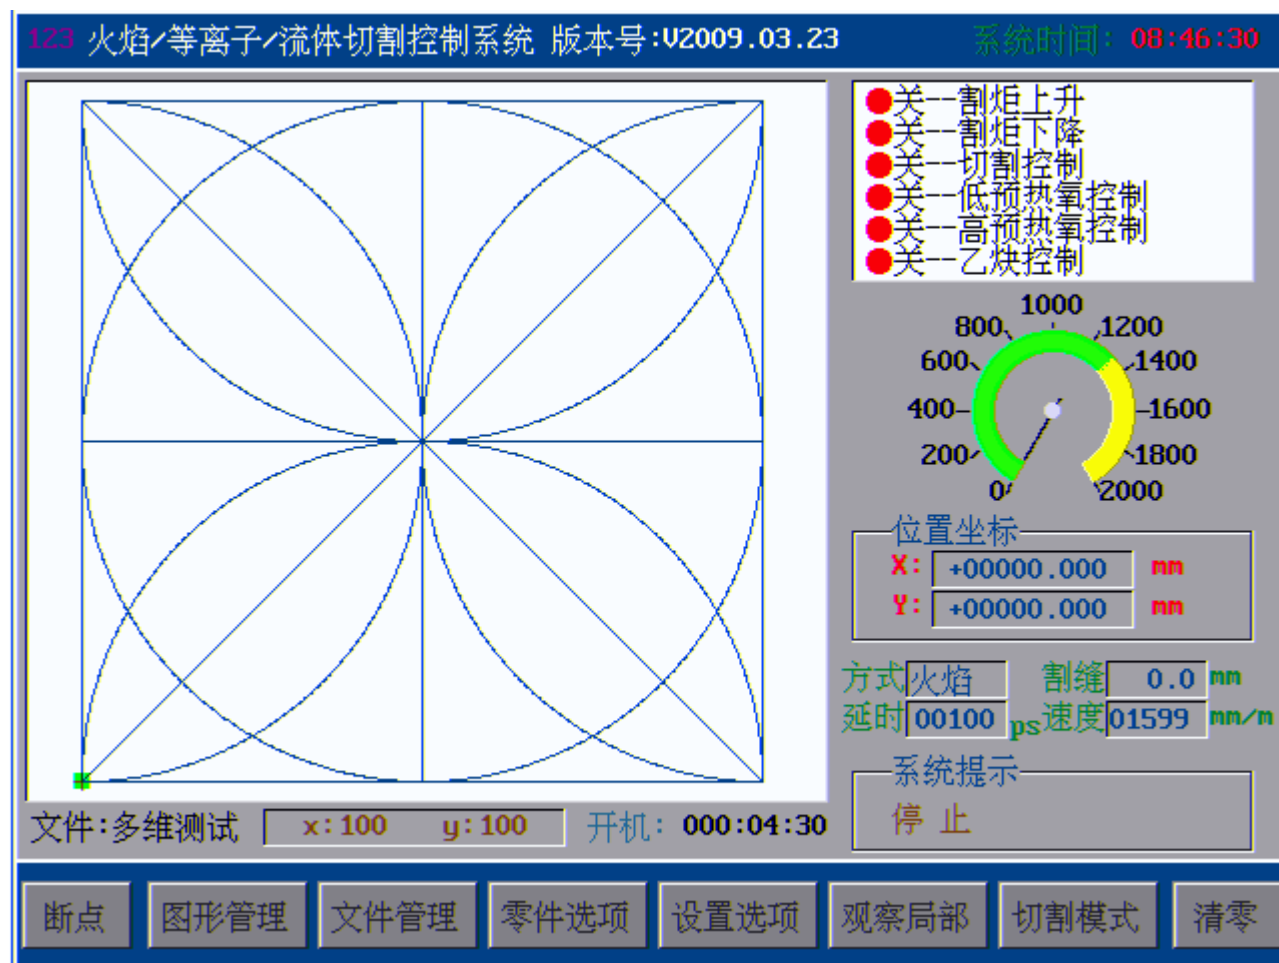 123 火焰/等离子/流体切割控制系统 版本号:V2009.03.23 系统时间: 08:46:30
关--割炬上升
关--割炬下降
关--切割控制
关--低预热氧控制
关--高预热氧控制
关--乙炔控制
1000
800 1200
600 1400
400 1600
200 1800
0 2000
位置坐标
X: +00000.000 mm
Y: +00000.000 mm
方式 火焰 割缝 0.0 mm
延时 00100 ps 速度 01599 mm/m
系统提示
停止
文件:多维测试 x:100 y:100 开机: 000:04:30
断点 图形管理 文件管理 零件选项 设置选项 观察局部 切割模式 清零